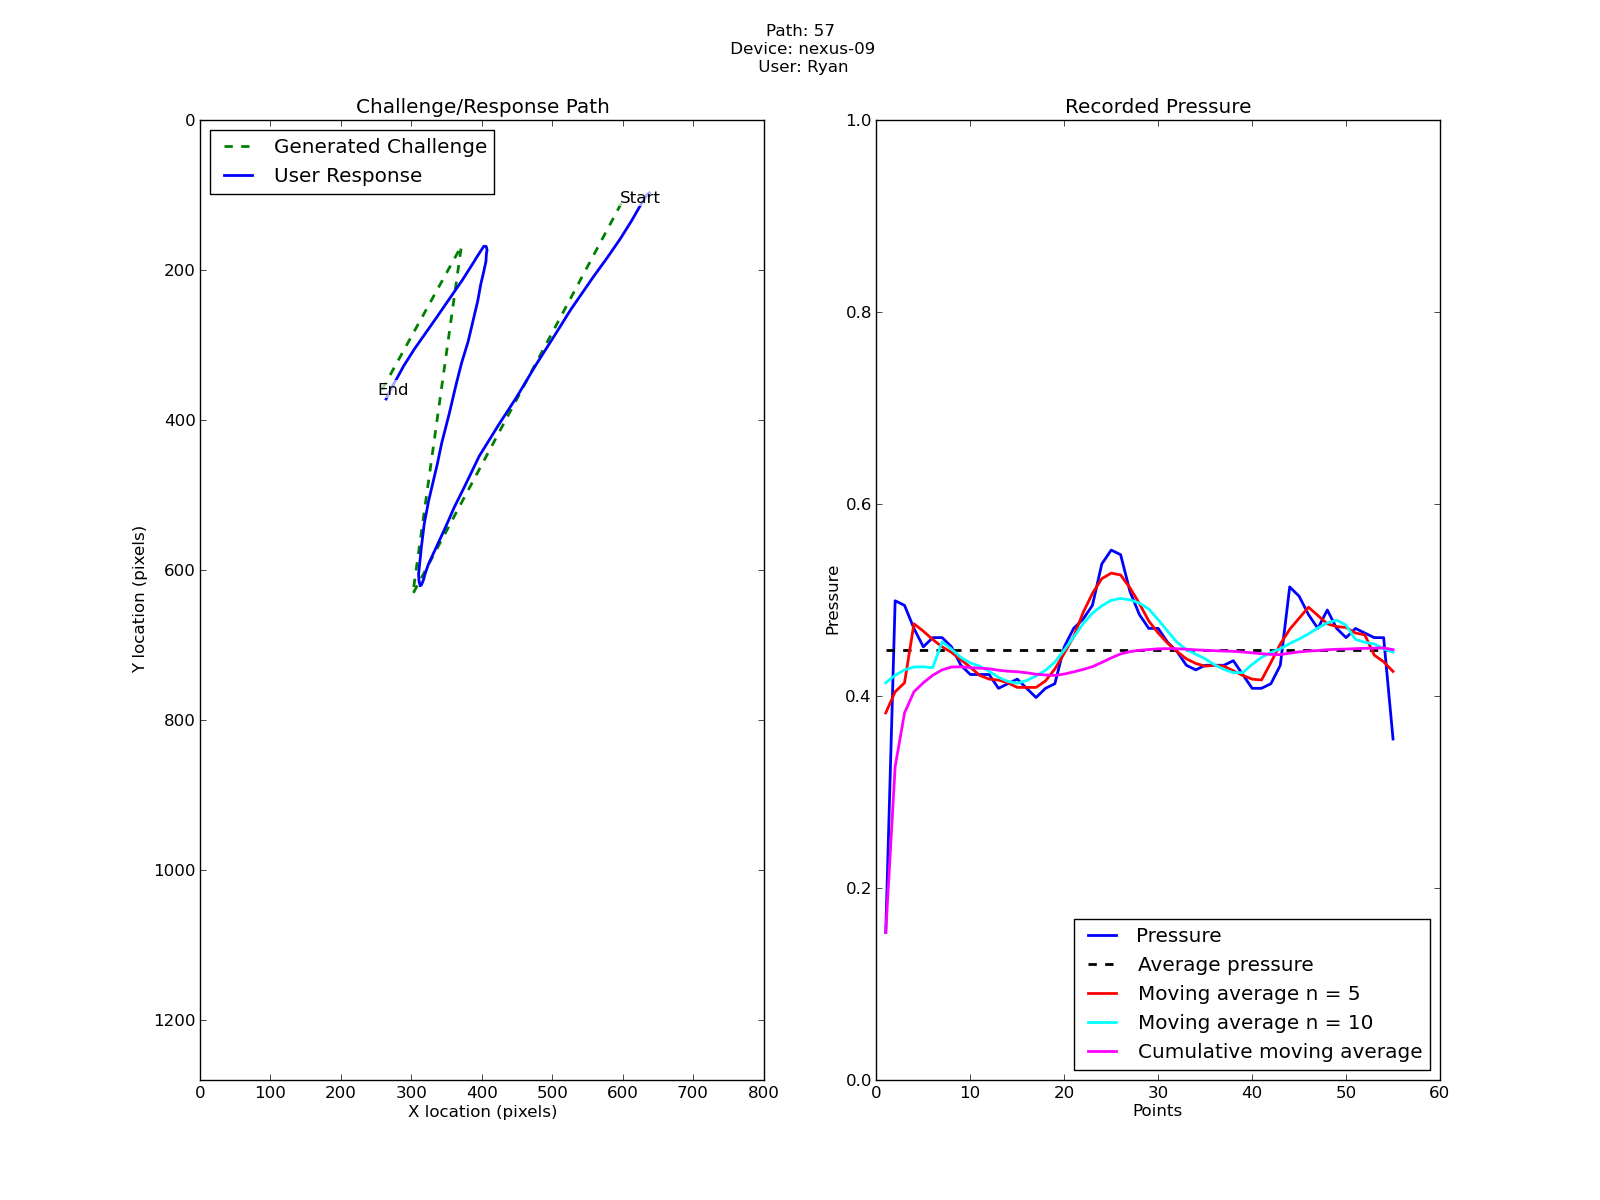 Path: 57
Device: nexus-09
User: Ryan
Challenge/Response Path
Generated Challenge
User Response
Start
End
0
200
400
600
800
1000
1200
Y location (pixels)
0 100 200 300 400 500 600 700 800
X location (pixels)
Recorded Pressure
1.0
0.8
0.6
0.4
0.2
0.0
Pressure
Pressure
Average pressure
Moving average n = 5
Moving average n = 10
Cumulative moving average
0 10 20 30 40 50 60
Points